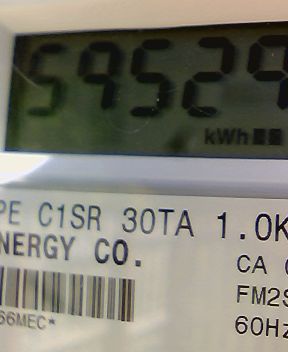 59529
kWh
PE C1SR 30TA 1.0K
NERGY CO.
CA
FM2S
66MEC*
60Hz